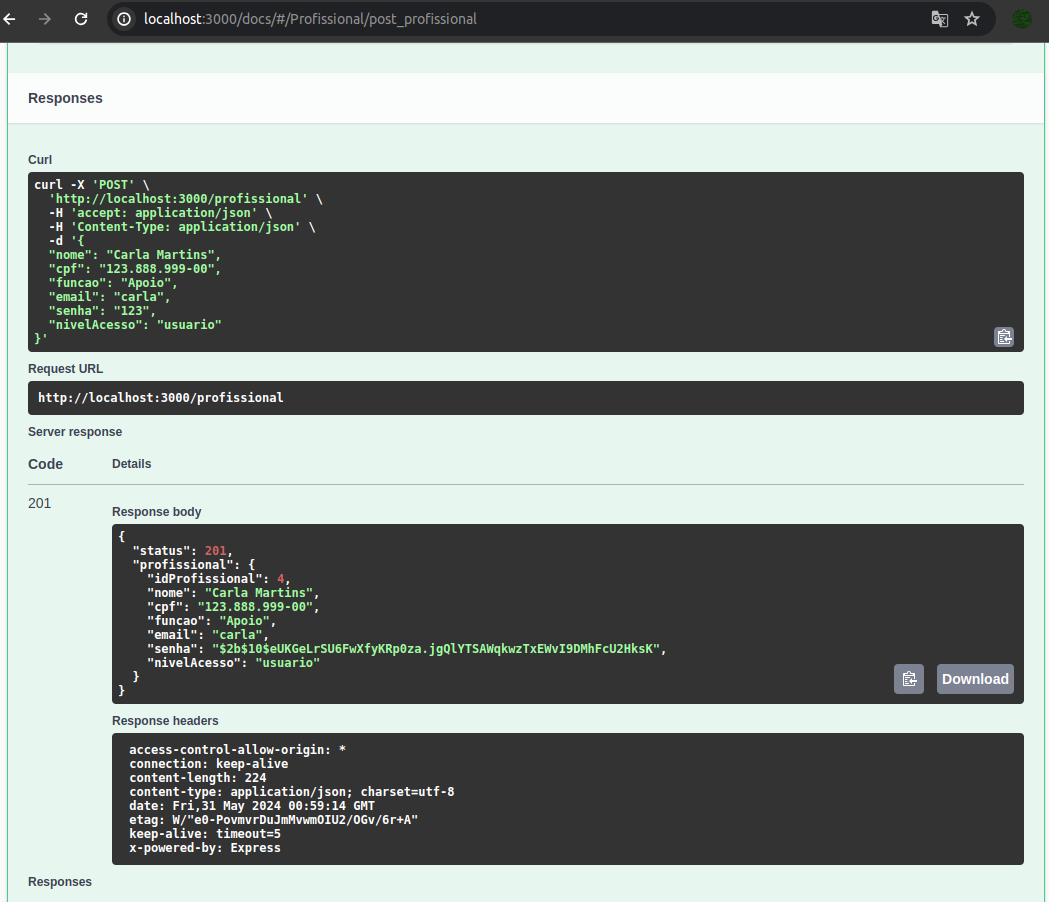 localhost:3000/docs/#/Profissional/post_profissional
Responses
Curl
curl -X 'POST' \
'http://localhost:3000/profissional' \
-H 'accept: application/json' \
-H 'Content-Type: application/json' \
-d '{
"nome": "Carla Martins",
"cpf": "123.888.999-00",
"funcao": "Apoio",
"email": "carla",
"senha": "123",
"nivelAcesso": "usuario"
}'
Request URL
http://localhost:3000/profissional
Server response
Code Details
201
Response body
{
"status": 201,
"profissional": {
"idProfissional": 4,
"nome": "Carla Martins",
"cpf": "123.888.999-00",
"funcao": "Apoio",
"email": "carla",
"senha": "$2b$10$eUKGeLrSU6FwXfyKRp0za.jgQlYTSAWqkwzTxEWvI9DMhFcU2HksK",
"nivelAcesso": "usuario"
}
}
Download
Response headers
access-control-allow-origin: *
connection: keep-alive
content-length: 224
content-type: application/json; charset=utf-8
date: Fri,31 May 2024 00:59:14 GMT
etag: W/"e0-PovmvrDuJmMvwmOIU2/OGv/6r+A"
keep-alive: timeout=5
x-powered-by: Express
Responses